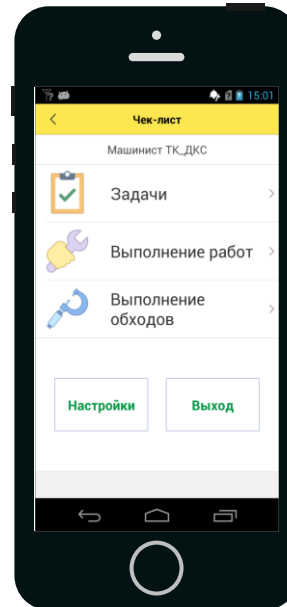 15:01
Чек-лист
Машинист ТК_ДКС
Задачи
Выполнение работ
Выполнение
обходов
Настройки
Выход